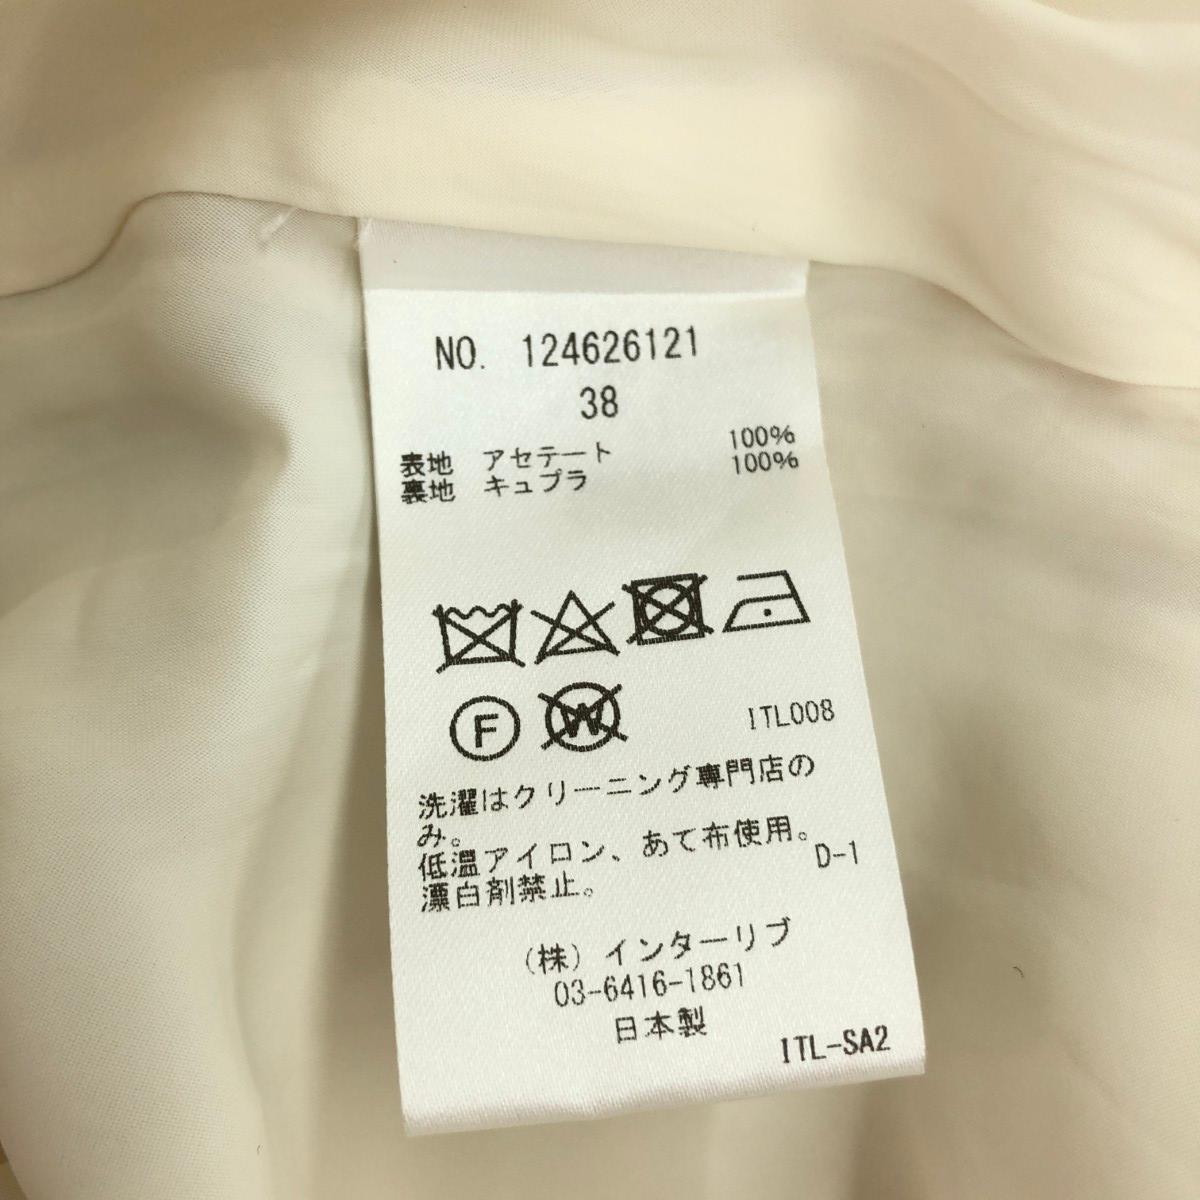 NO. 124626121
38
表地 アセテート 100%
裏地 キュプラ 100%
F W ITL008
洗濯はクリーニング専門店の
み。
低温アイロン、あて布使用。
漂白剤禁止。 D-1
（株）インターリブ
03-6416-1861
日本製
ITL-SA2